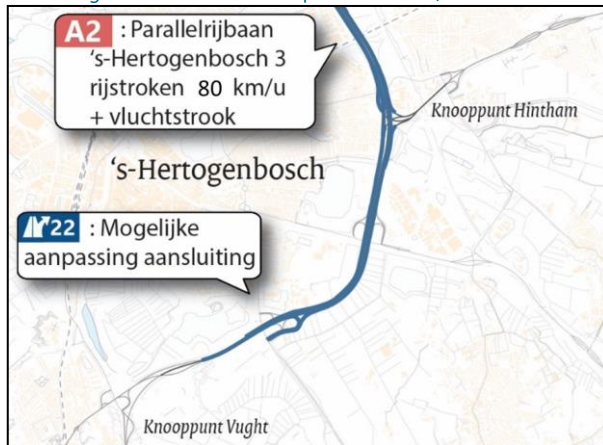 A2 : Parallelrijbaan
‘s-Hertogenbosch 3
rijstroken 80 km/u
+ vluchtstrook
Knooppunt Hintham
‘s-Hertogenbosch
22 : Mogelijke
aanpassing aansluiting
Knooppunt Vught